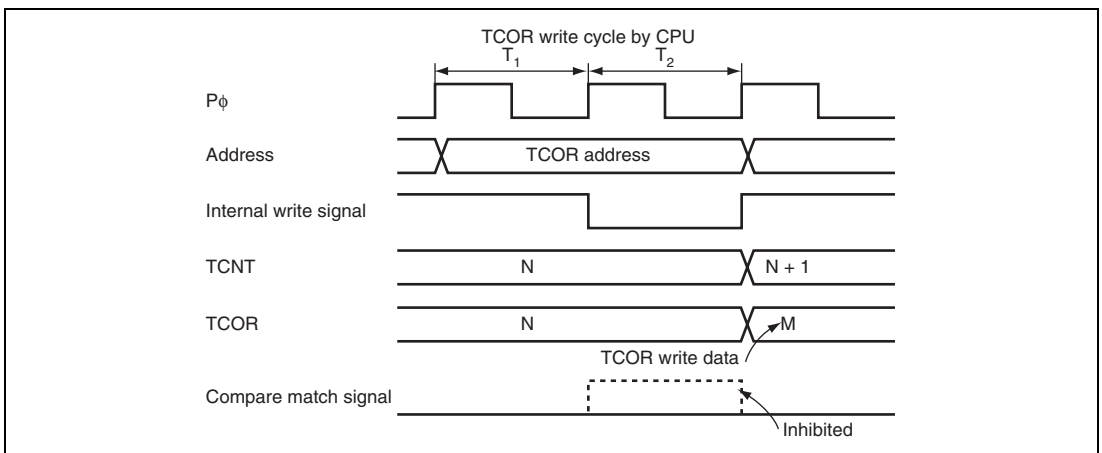 TCOR write cycle by CPU
T1 T2
Pϕ
Address TCOR address
Internal write signal
TCNT N N + 1
TCOR N M
TCOR write data
Compare match signal
Inhibited